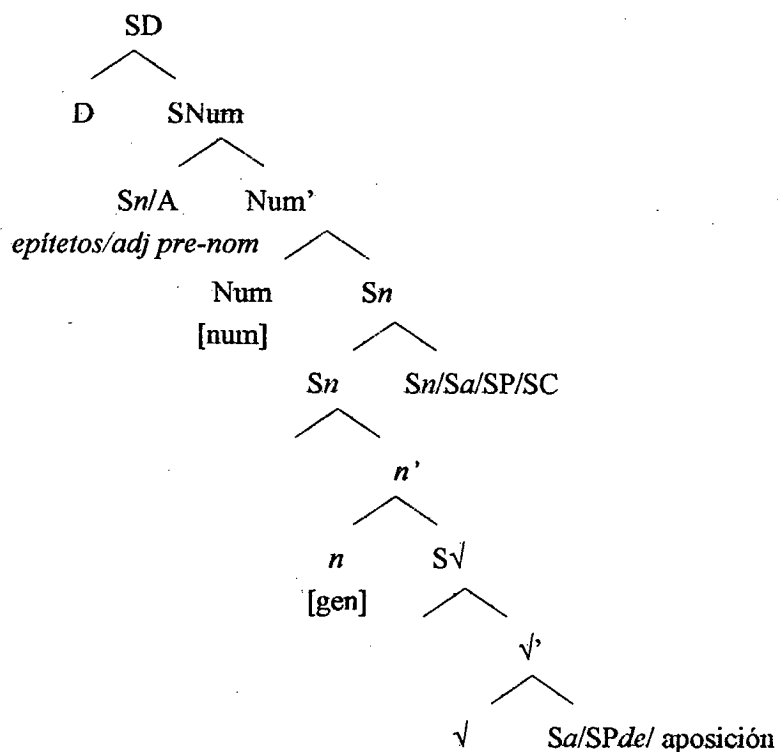 SD
D SNum
Sn/A Num’
epítetos/adj pre-nom
Num Sn
[num]
Sn Sn/Sa/SP/SC
n’
n S√
[gen]
√’
√ Sa/SPde/ aposición